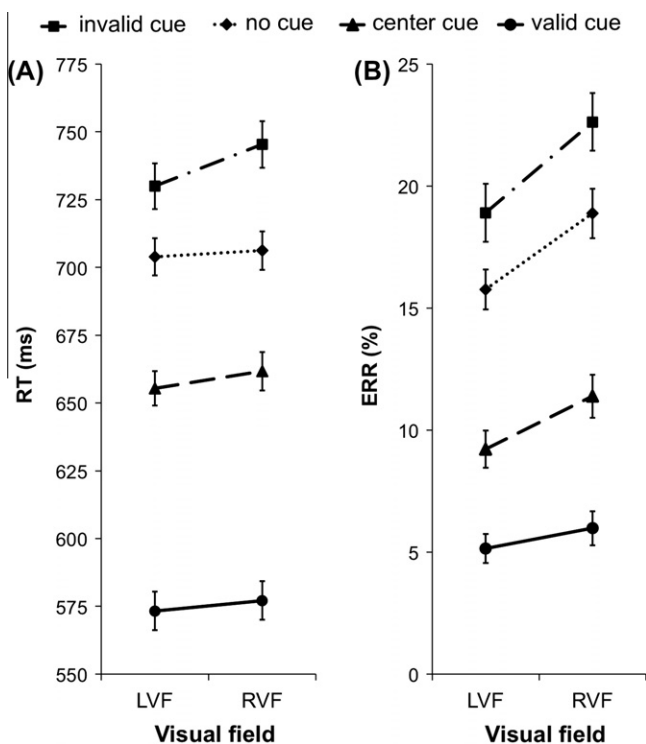 invalid cue no cue center cue valid cue
(A)
775
750
725
700
675
650
625
600
575
550
RT (ms)
LVF RVF
Visual field
(B)
25
20
15
10
5
0
ERR (%)
LVF RVF
Visual field